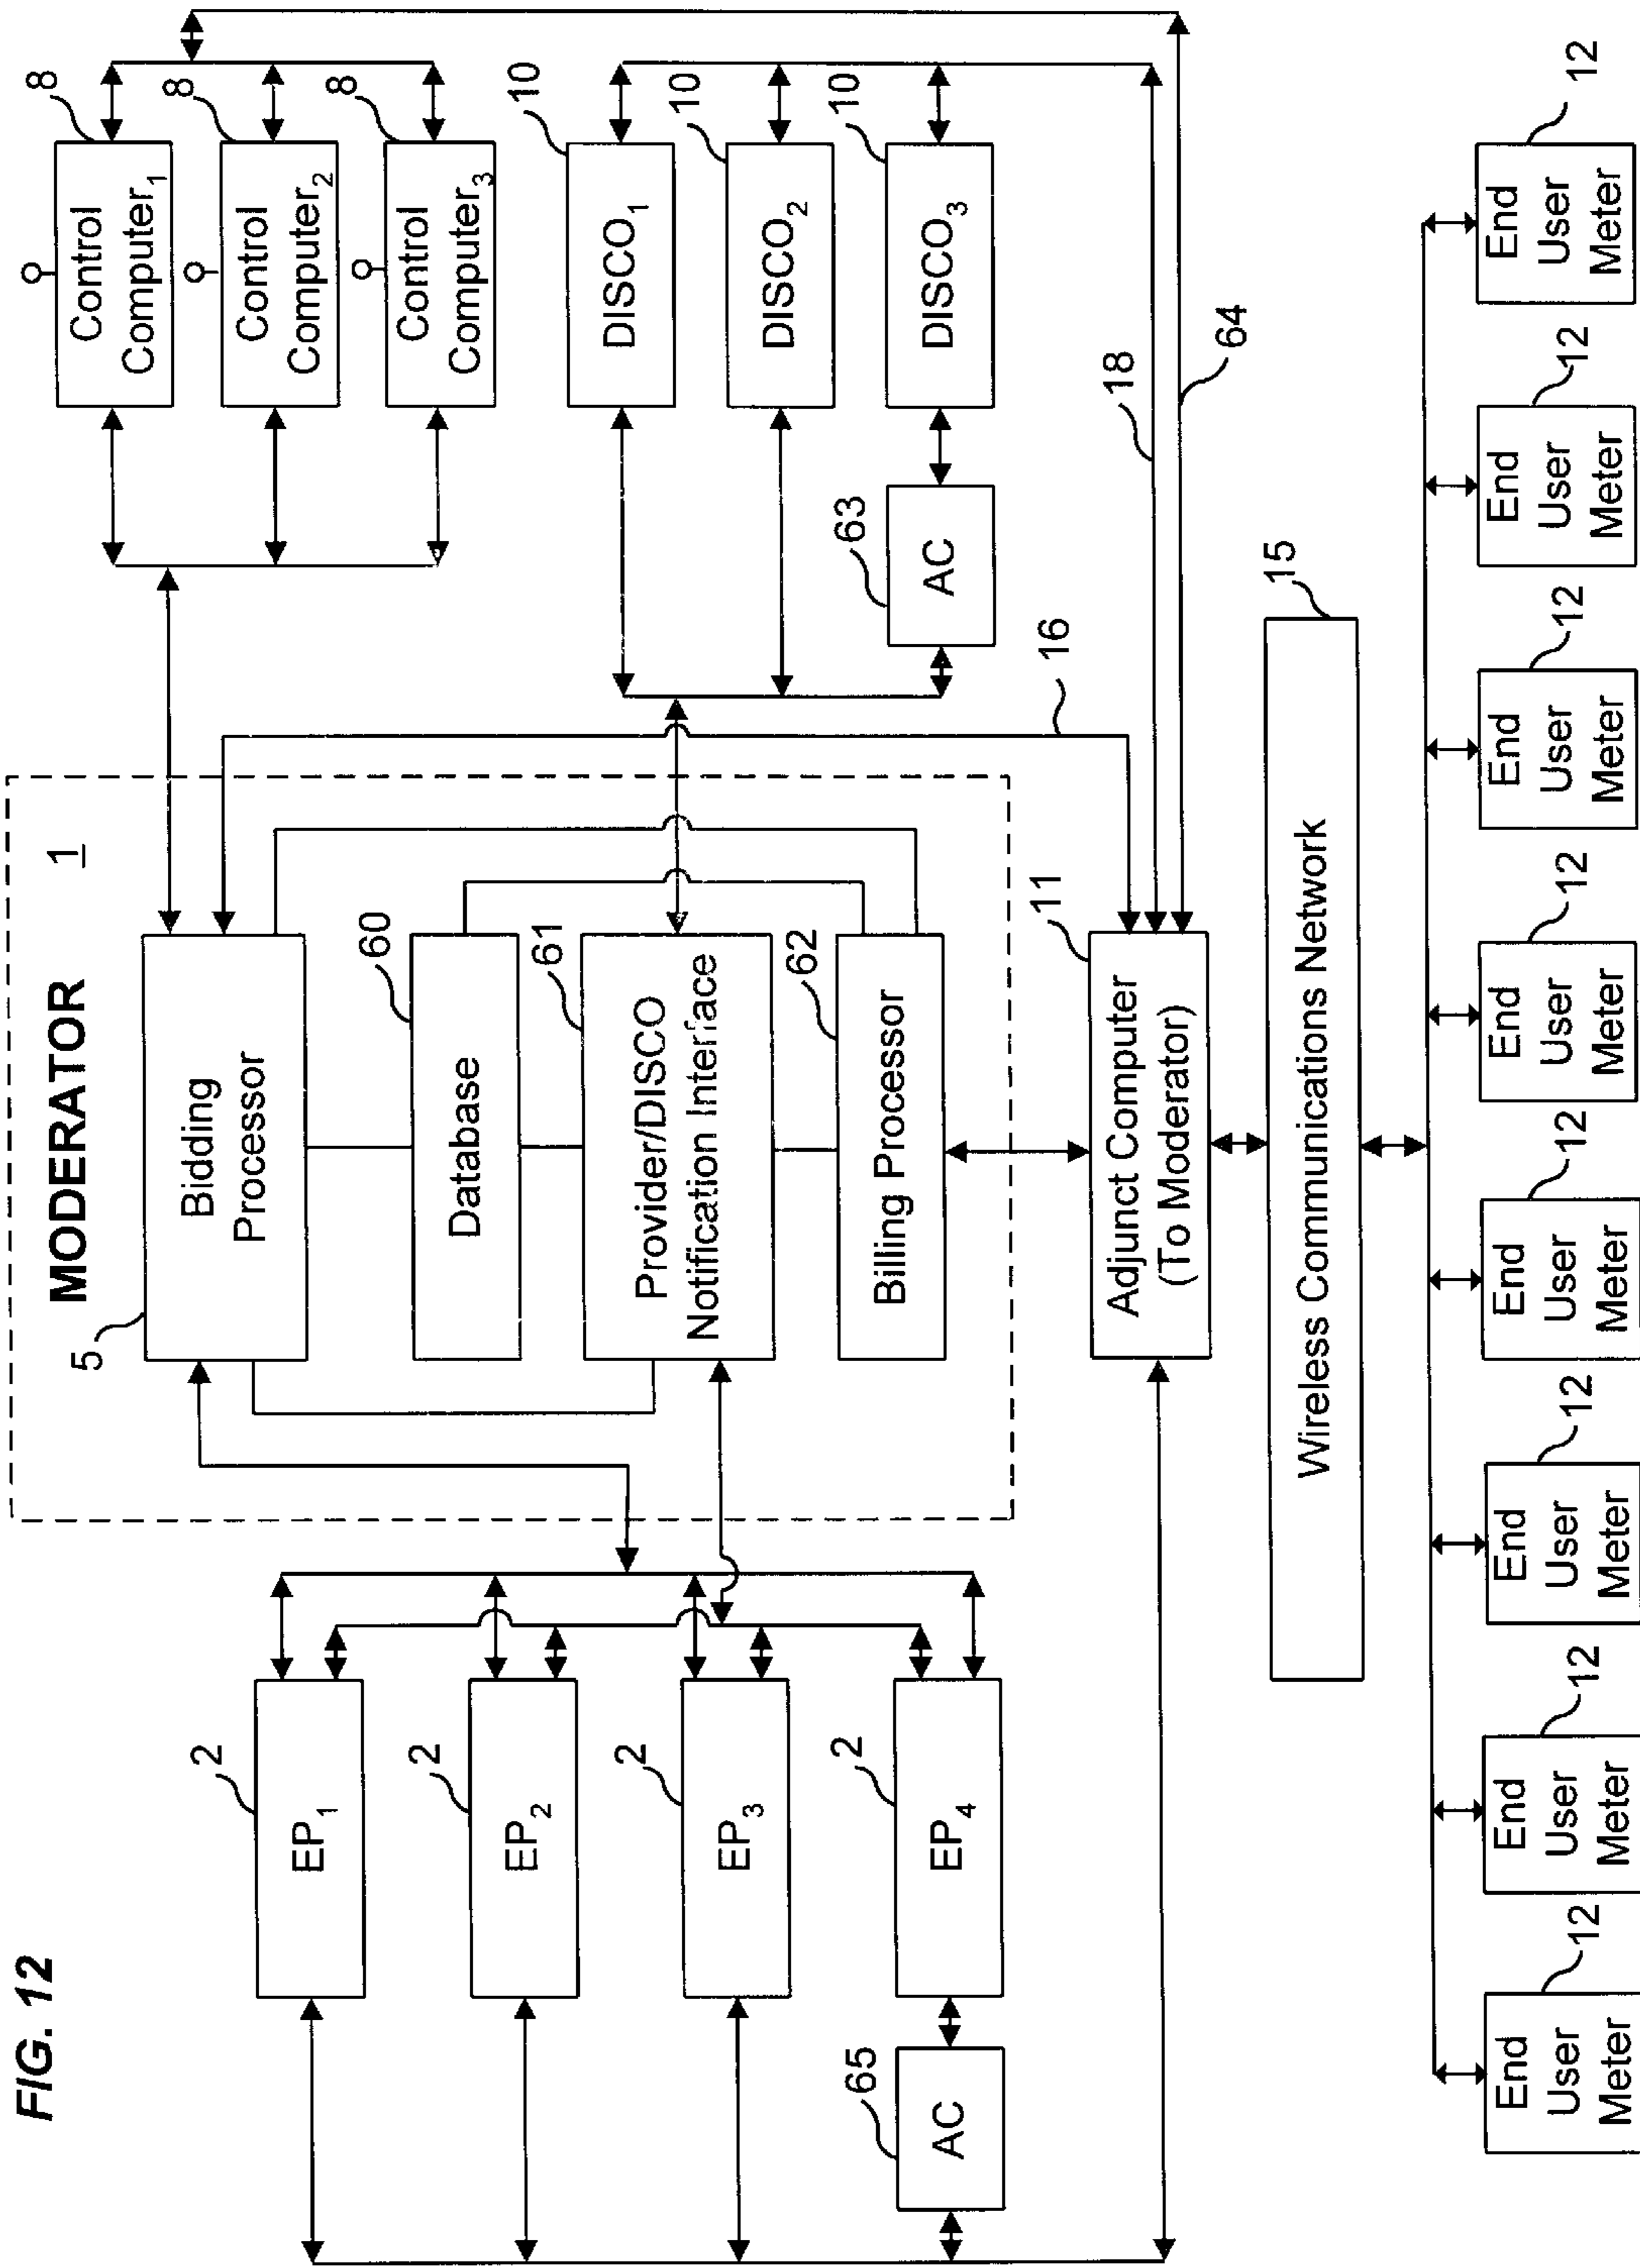 FIG. 12
MODERATOR 1
5
Bidding
Processor
60
Database
61
Provider/DISCO
Notification Interface
62
Billing Processor
2
EP1
2
EP2
2
EP3
2
EP4
65
AC
8
Control
Computer1
8
Control
Computer2
8
Control
Computer3
10
DISCO1
10
DISCO2
10
DISCO3
63
AC
16
18
64
11
Adjunct Computer
(To Moderator)
15
Wireless Communications Network
12
End
User
Meter
12
End
User
Meter
12
End
User
Meter
12
End
User
Meter
12
End
User
Meter
12
End
User
Meter
12
End
User
Meter
12
End
User
Meter